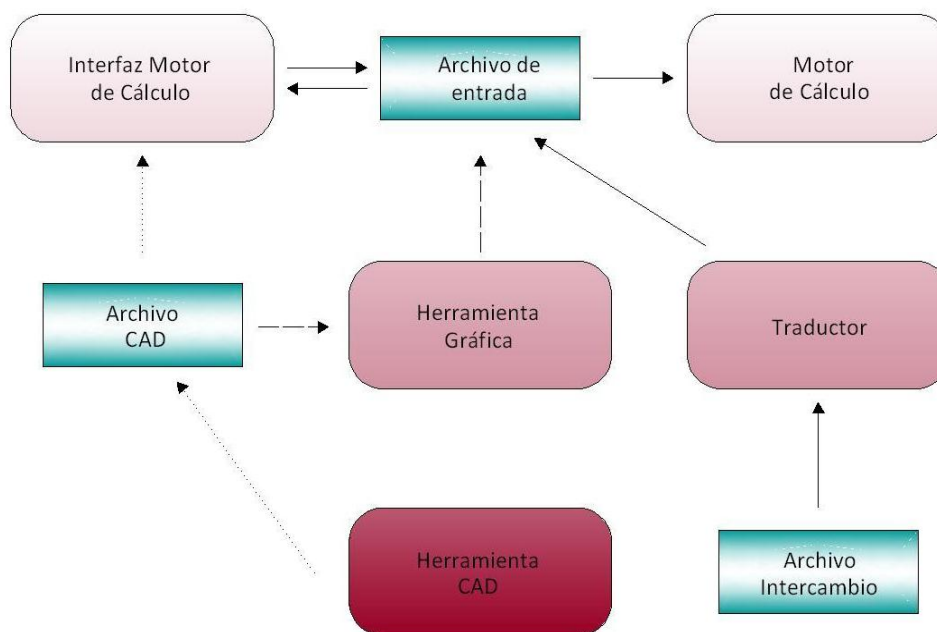 Interfaz Motor
de Cálculo
Archivo de
entrada
Motor
de Cálculo
Archivo
CAD
Herramienta
Gráfica
Traductor
Herramienta
CAD
Archivo
Intercambio